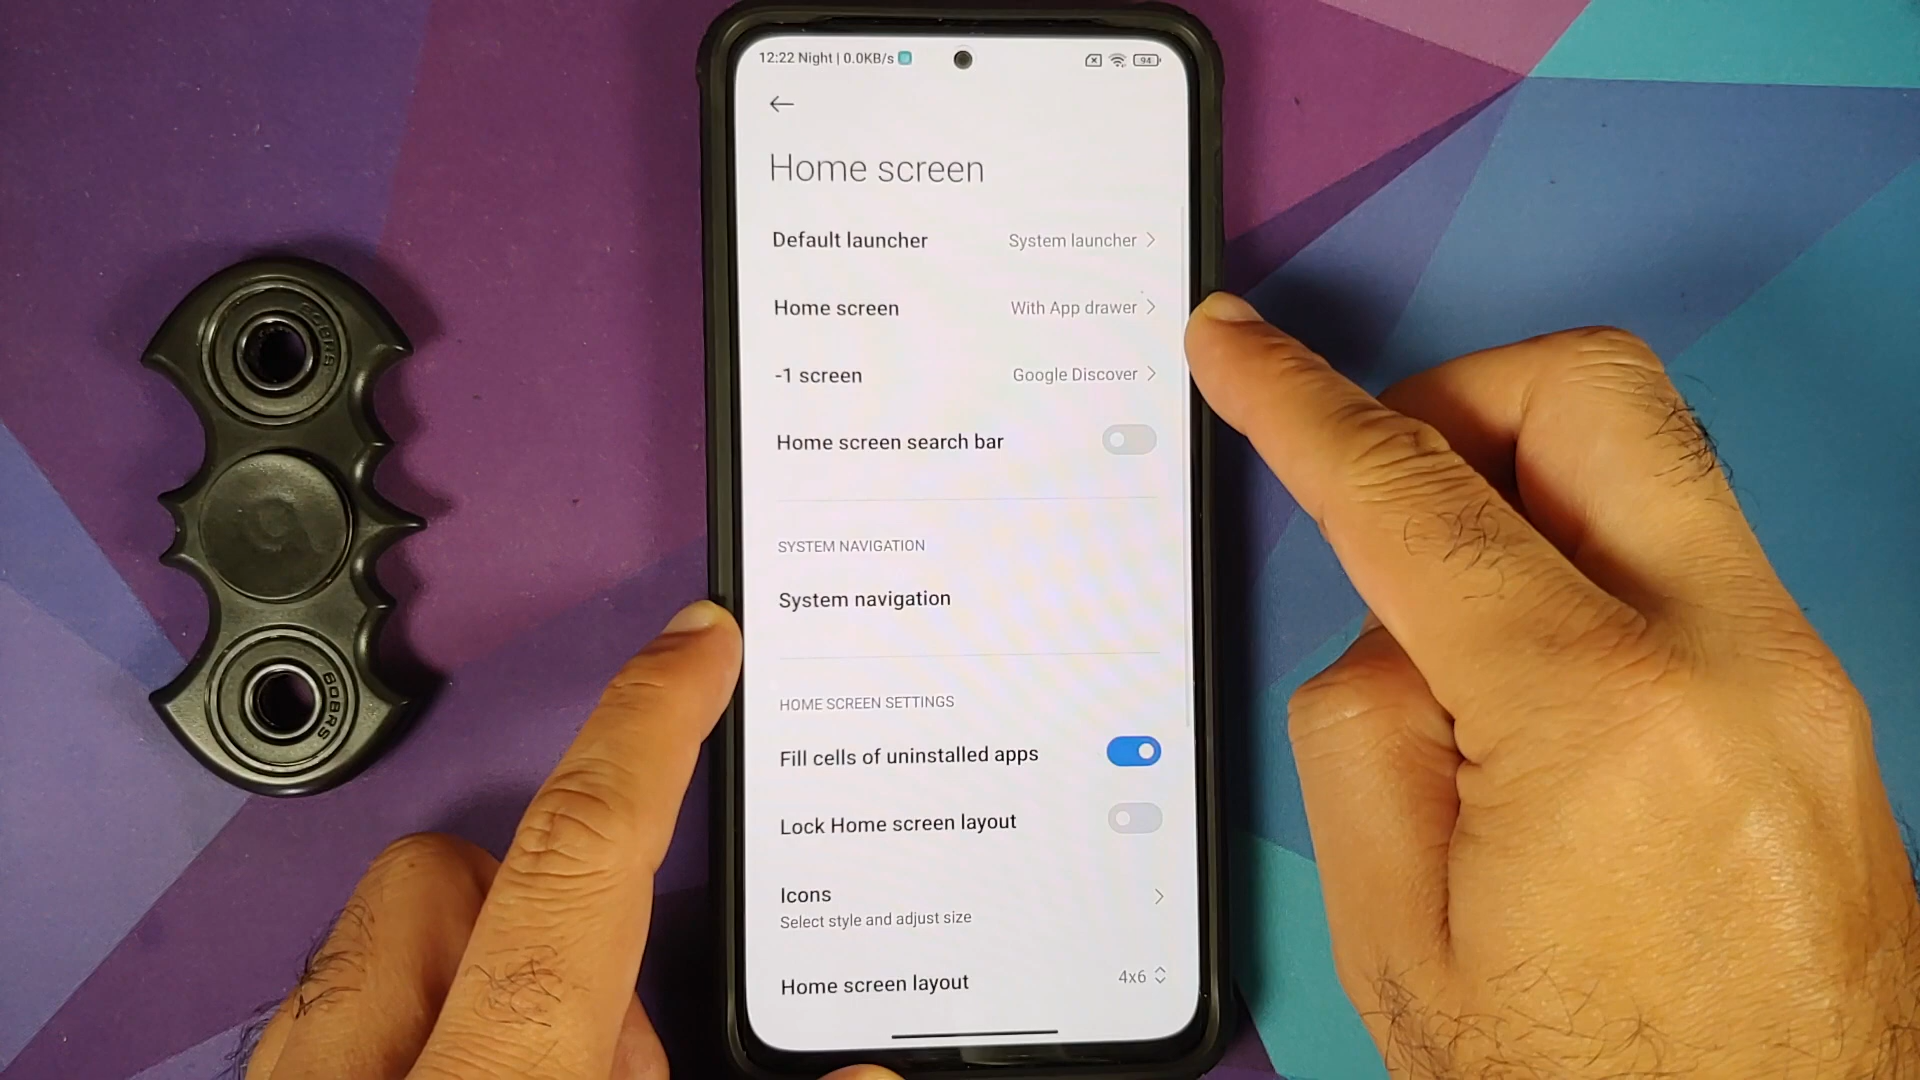 12:22 Night | 0.0KB/s
94
Home screen
Default launcher System launcher
Home screen With App drawer
-1 screen Google Discover
Home screen search bar
SYSTEM NAVIGATION
System navigation
HOME SCREEN SETTINGS
Fill cells of uninstalled apps
Lock Home screen layout
Icons
Select style and adjust size
Home screen layout 4x6